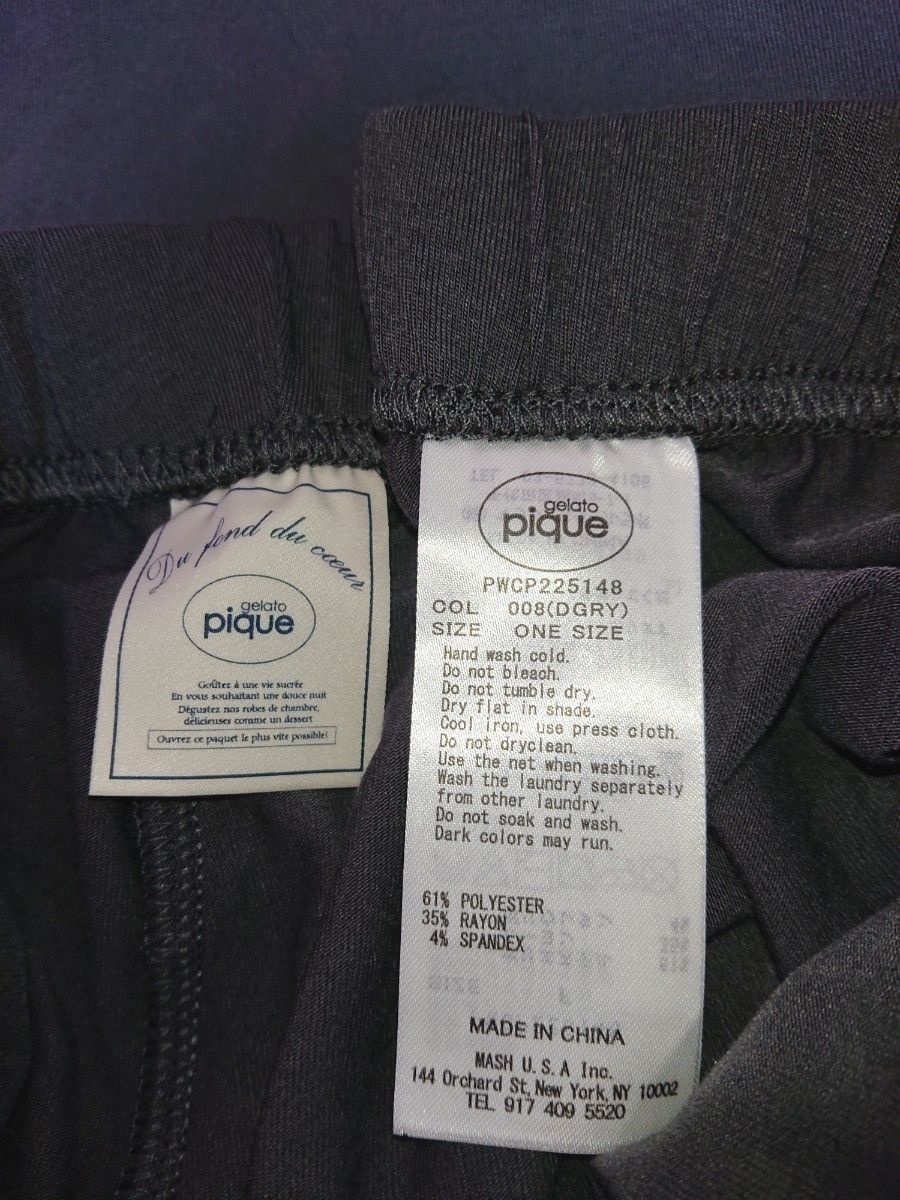 Du fond du cœur
gelato
pique
Goûtez à une vie sucrée
En vous souhaitant une douce nuit
Dégustez nos robes de chambre,
délicieuses comme un dessert
Ouvrez ce paquet le plus vite possible!
gelato
pique
PWCP225148
COL 008(DGRY)
SIZE ONE SIZE
Hand wash cold.
Do not bleach.
Do not tumble dry.
Dry flat in shade.
Cool iron, use press cloth.
Do not dryclean.
Use the net when washing.
Wash the laundry separately
from other laundry.
Do not soak and wash.
Dark colors may run.
61% POLYESTER
35% RAYON
4% SPANDEX
MADE IN CHINA
MASH U.S.A Inc.
144 Orchard St, New York, NY 10002
TEL 917 409 5520